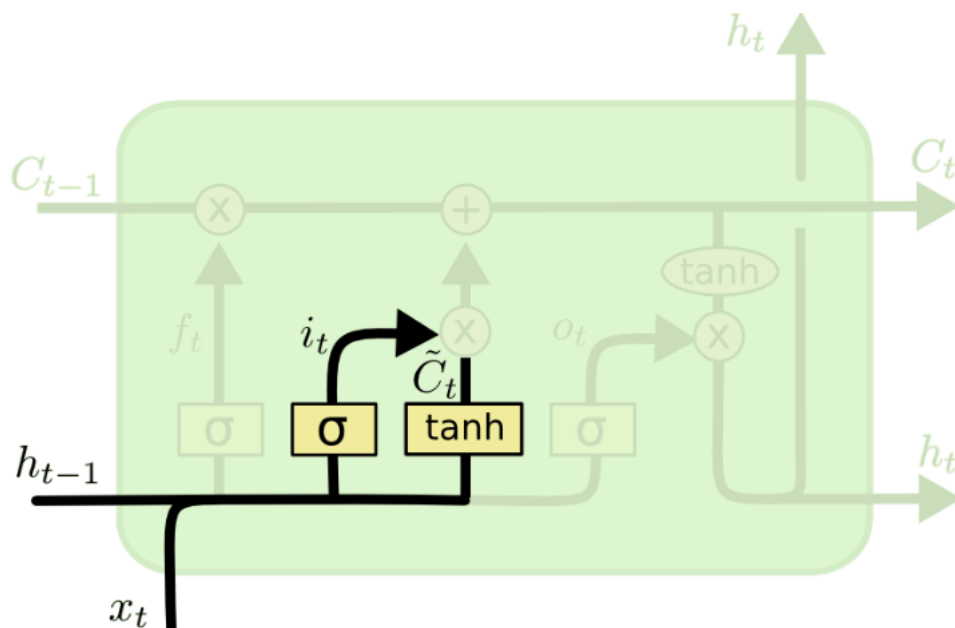 h_t
C_{t-1}
C_t
x
+
tanh
f_t
i_t
x
o_t
x
C̃_t
σ
σ
tanh
σ
h_{t-1}
h_t
x_t